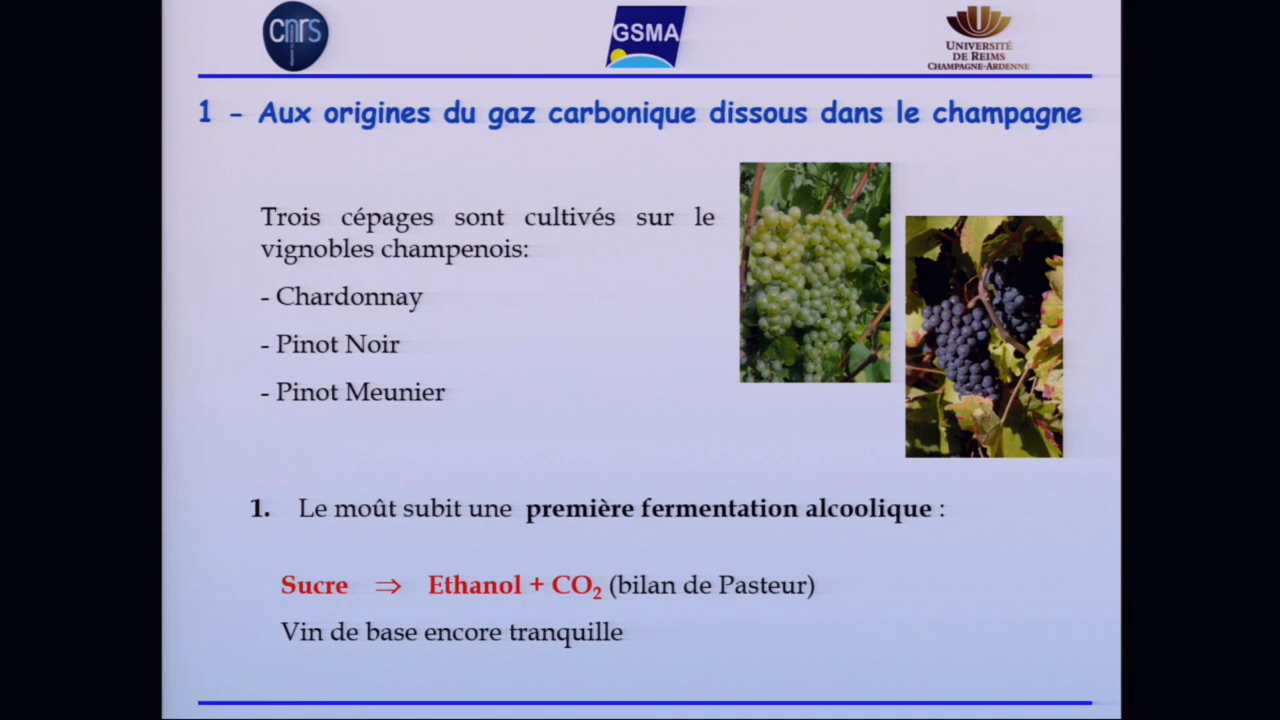 cnrs
GSMA
UNIVERSITÉ
DE REIMS
CHAMPAGNE-ARDENNE
1 - Aux origines du gaz carbonique dissous dans le champagne
Trois cépages sont cultivés sur le
vignobles champenois:
- Chardonnay
- Pinot Noir
- Pinot Meunier
1. Le moût subit une première fermentation alcoolique :
Sucre ⇒ Ethanol + CO₂ (bilan de Pasteur)
Vin de base encore tranquille